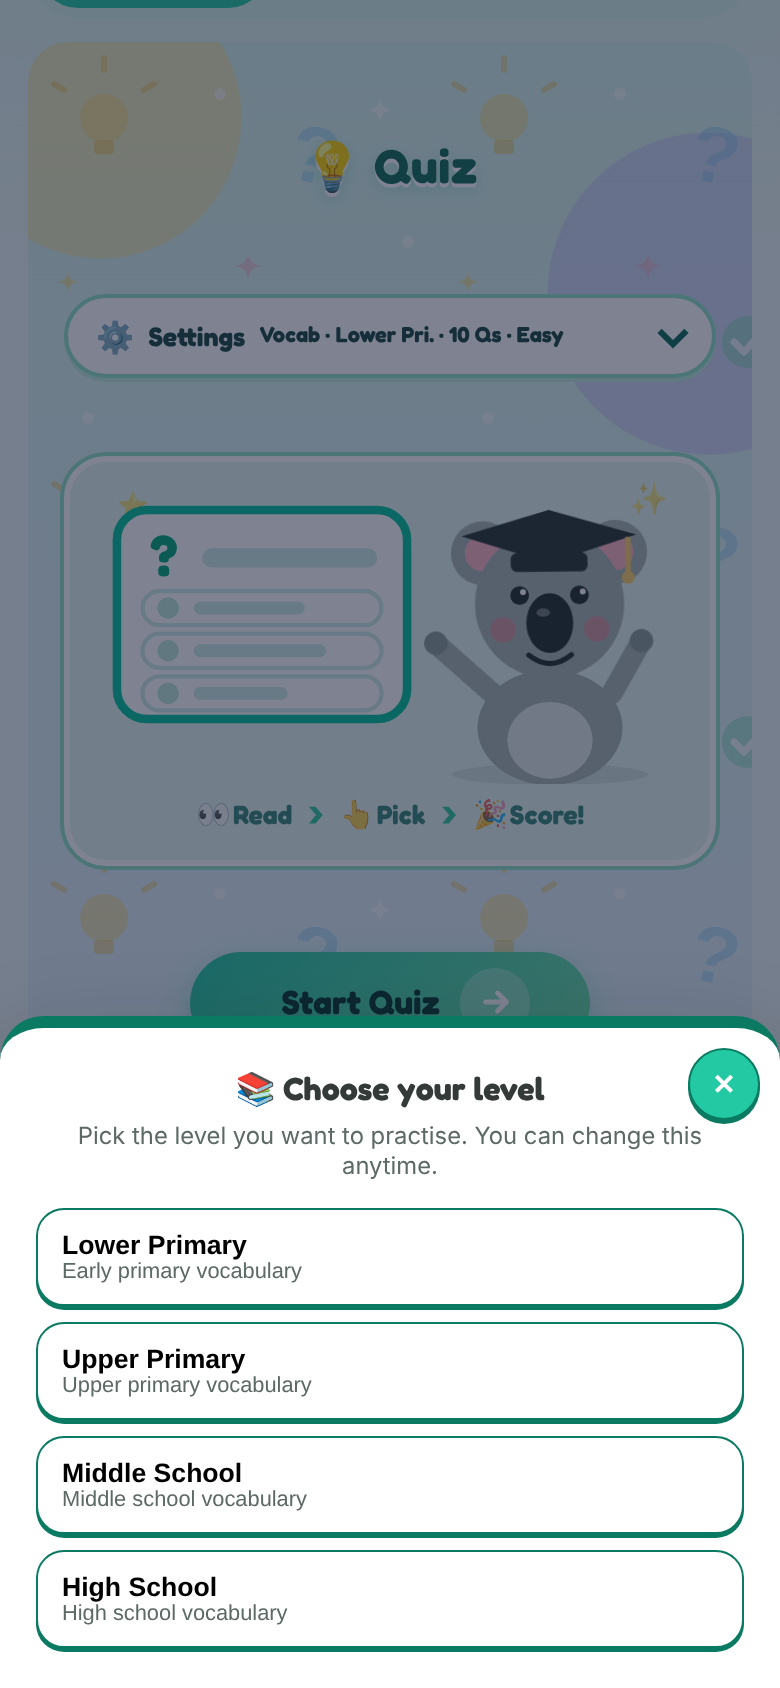 Quiz
Settings Vocab · Lower Pri. · 10 Qs · Easy
?
Read > Pick > Score!
Start Quiz →
Choose your level
×
Pick the level you want to practise. You can change this
anytime.
Lower Primary
Early primary vocabulary
Upper Primary
Upper primary vocabulary
Middle School
Middle school vocabulary
High School
High school vocabulary